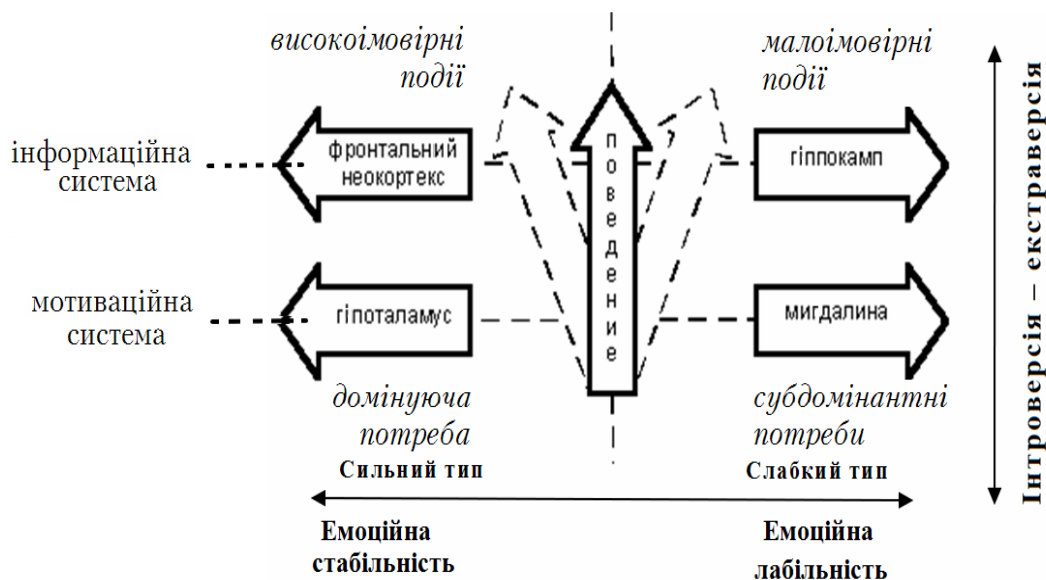 високоімовірні
події
малоімовірні
події
інформаційна
система
фронтальний
неокортекс
поведение
гіппокамп
мотиваційна
система
гіпоталамус
мигдалина
домінуюча
потреба
субдомінантні
потреби
Сильний тип
Слабкий тип
Емоційна
стабільність
Емоційна
лабільність
Інтроверсія – екстраверсія